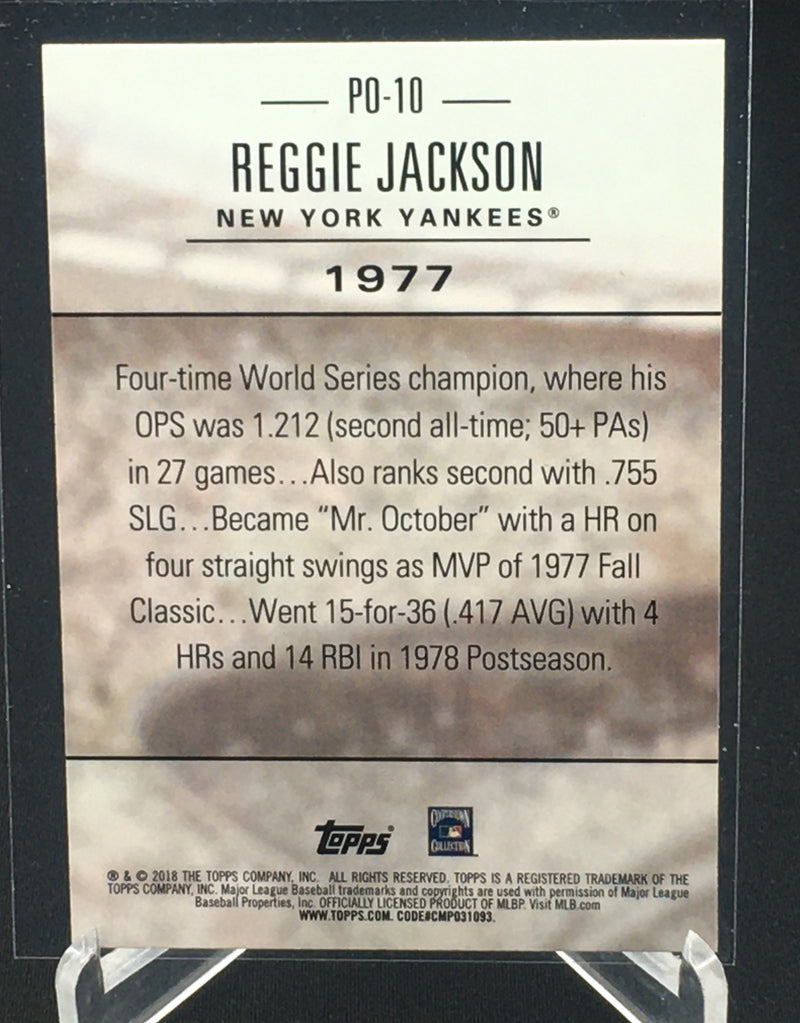 PO-10
REGGIE JACKSON
NEW YORK YANKEES®
1977
Four-time World Series champion, where his
OPS was 1.212 (second all-time; 50+ PAs)
in 27 games...Also ranks second with .755
SLG...Became "Mr. October" with a HR on
four straight swings as MVP of 1977 Fall
Classic...Went 15-for-36 (.417 AVG) with 4
HRs and 14 RBI in 1978 Postseason.
topps®
COOPERSTOWN
COLLECTION
® & © 2018 THE TOPPS COMPANY, INC. ALL RIGHTS RESERVED. TOPPS IS A REGISTERED TRADEMARK OF THE
TOPPS COMPANY, INC. Major League Baseball trademarks and copyrights are used with permission of Major League
Baseball Properties, Inc. OFFICIALLY LICENSED PRODUCT OF MLBP. Visit MLB.com
WWW.TOPPS.COM. CODE#CMP031093.